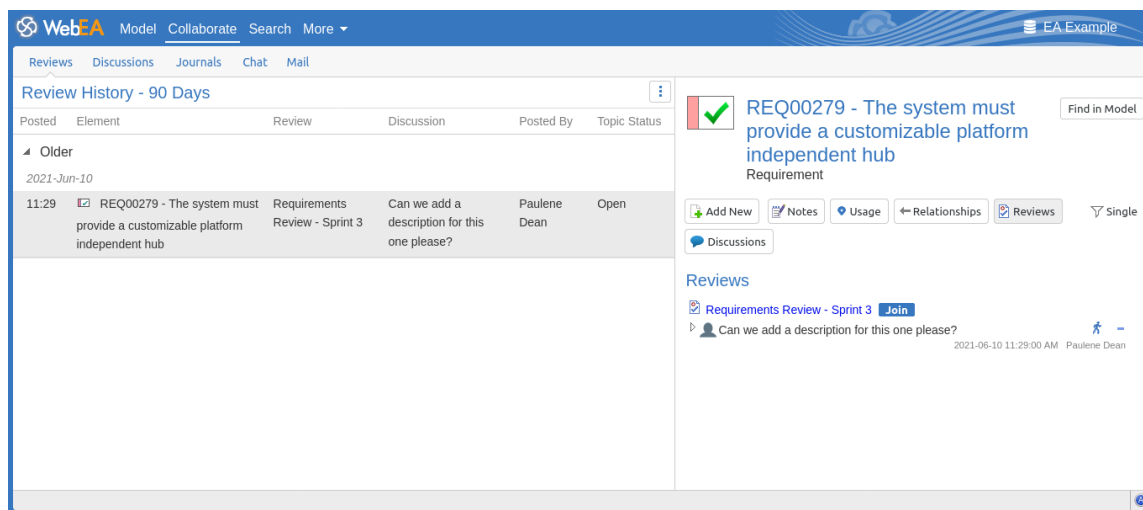 WebEA Model Collaborate Search More EA Example
Reviews Discussions Journals Chat Mail
Review History - 90 Days
Posted Element Review Discussion Posted By Topic Status
Older
2021-Jun-10
11:29 REQ00279 - The system must Requirements Can we add a Paulene Open
provide a customizable platform Review - Sprint 3 description for this Dean
independent hub one please?
REQ00279 - The system must Find in Model
provide a customizable platform
independent hub
Requirement
Add New Notes Usage Relationships Reviews Single
Discussions
Reviews
Requirements Review - Sprint 3 Join
Can we add a description for this one please?
2021-06-10 11:29:00 AM Paulene Dean